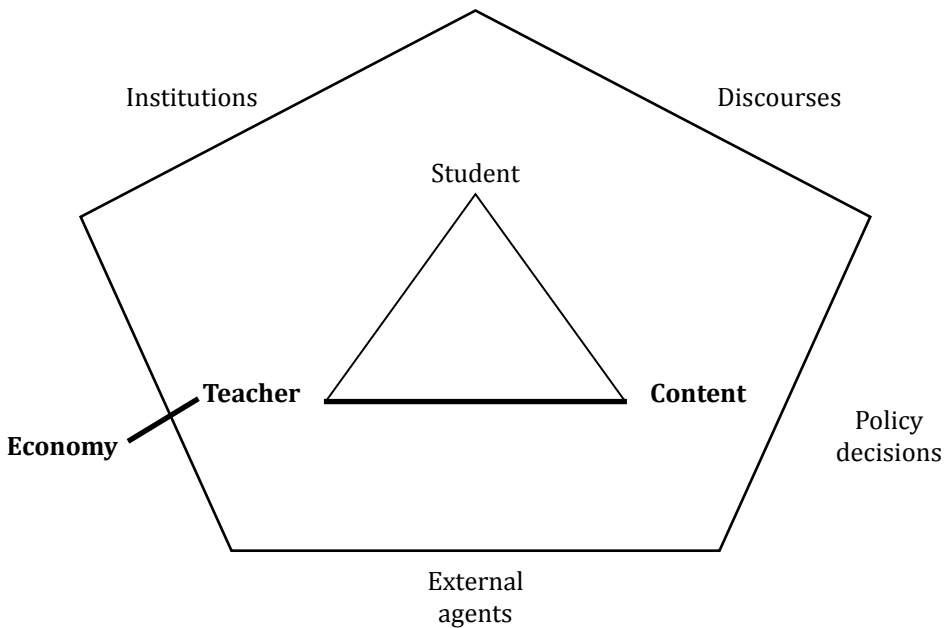 Institutions
Discourses
Student
Teacher
Content
Economy
Policy
decisions
External
agents